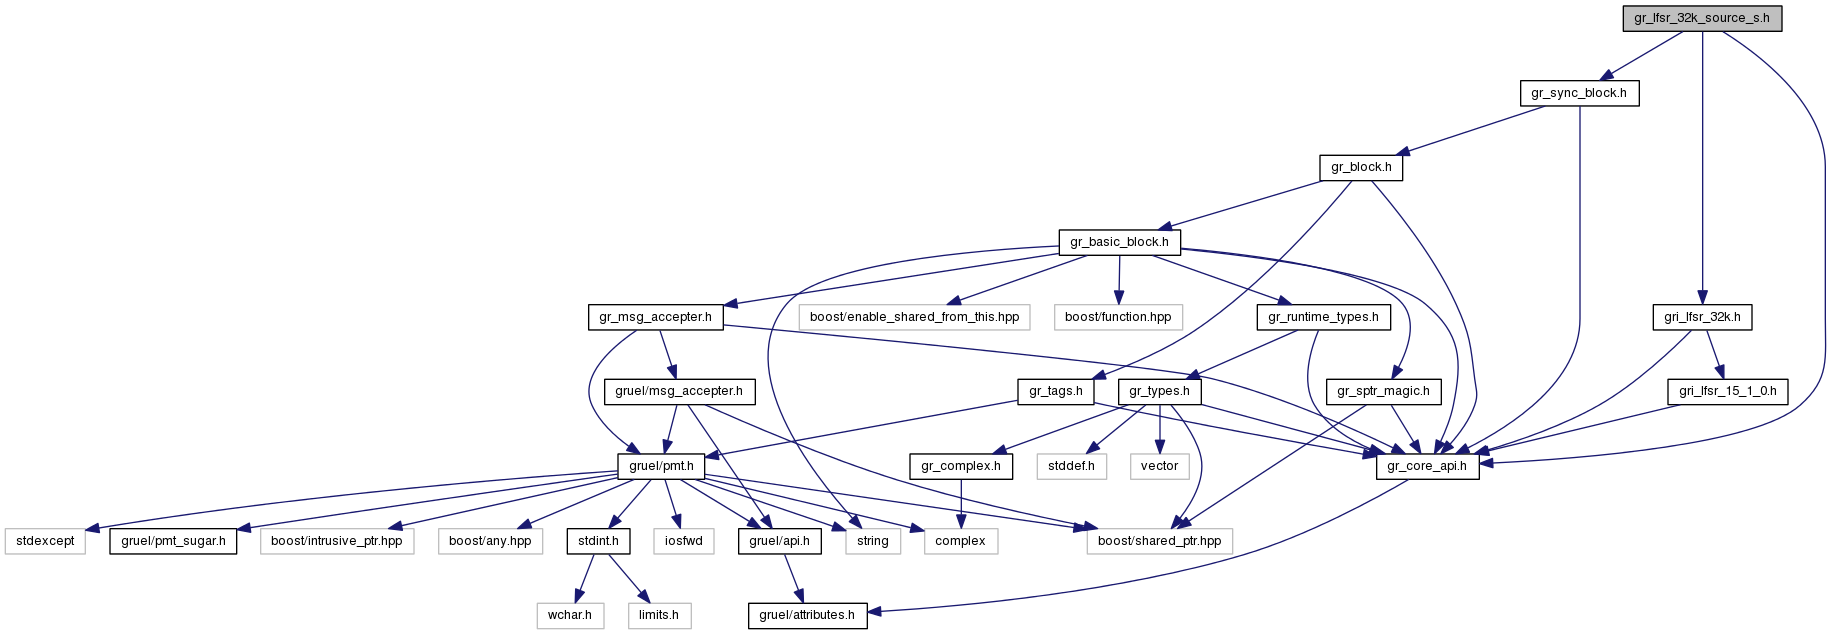 gr_lfsr_32k_source_s.h
gr_sync_block.h
gr_block.h
gr_basic_block.h
gr_msg_accepter.h
boost/enable_shared_from_this.hpp
boost/function.hpp
gr_runtime_types.h
gri_lfsr_32k.h
gruel/msg_accepter.h
gr_tags.h
gr_types.h
gr_sptr_magic.h
gri_lfsr_15_1_0.h
gruel/pmt.h
gr_complex.h
stddef.h
vector
gr_core_api.h
stdexcept
gruel/pmt_sugar.h
boost/intrusive_ptr.hpp
boost/any.hpp
stdint.h
iosfwd
gruel/api.h
string
complex
boost/shared_ptr.hpp
wchar.h
limits.h
gruel/attributes.h